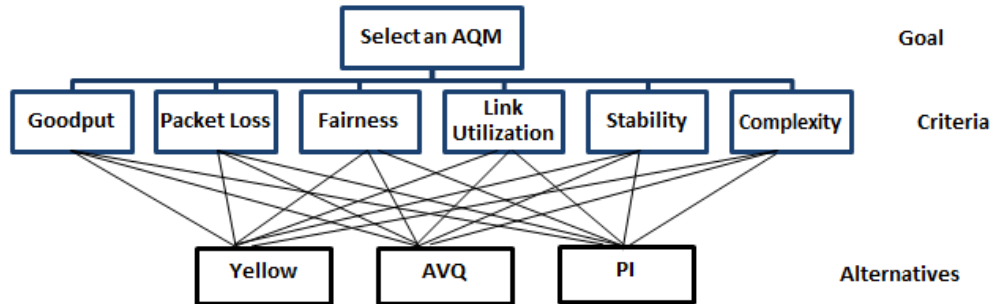 Select an AQM
Goal
Goodput
Packet Loss
Fairness
Link
Utilization
Stability
Complexity
Criteria
Yellow
AVQ
PI
Alternatives